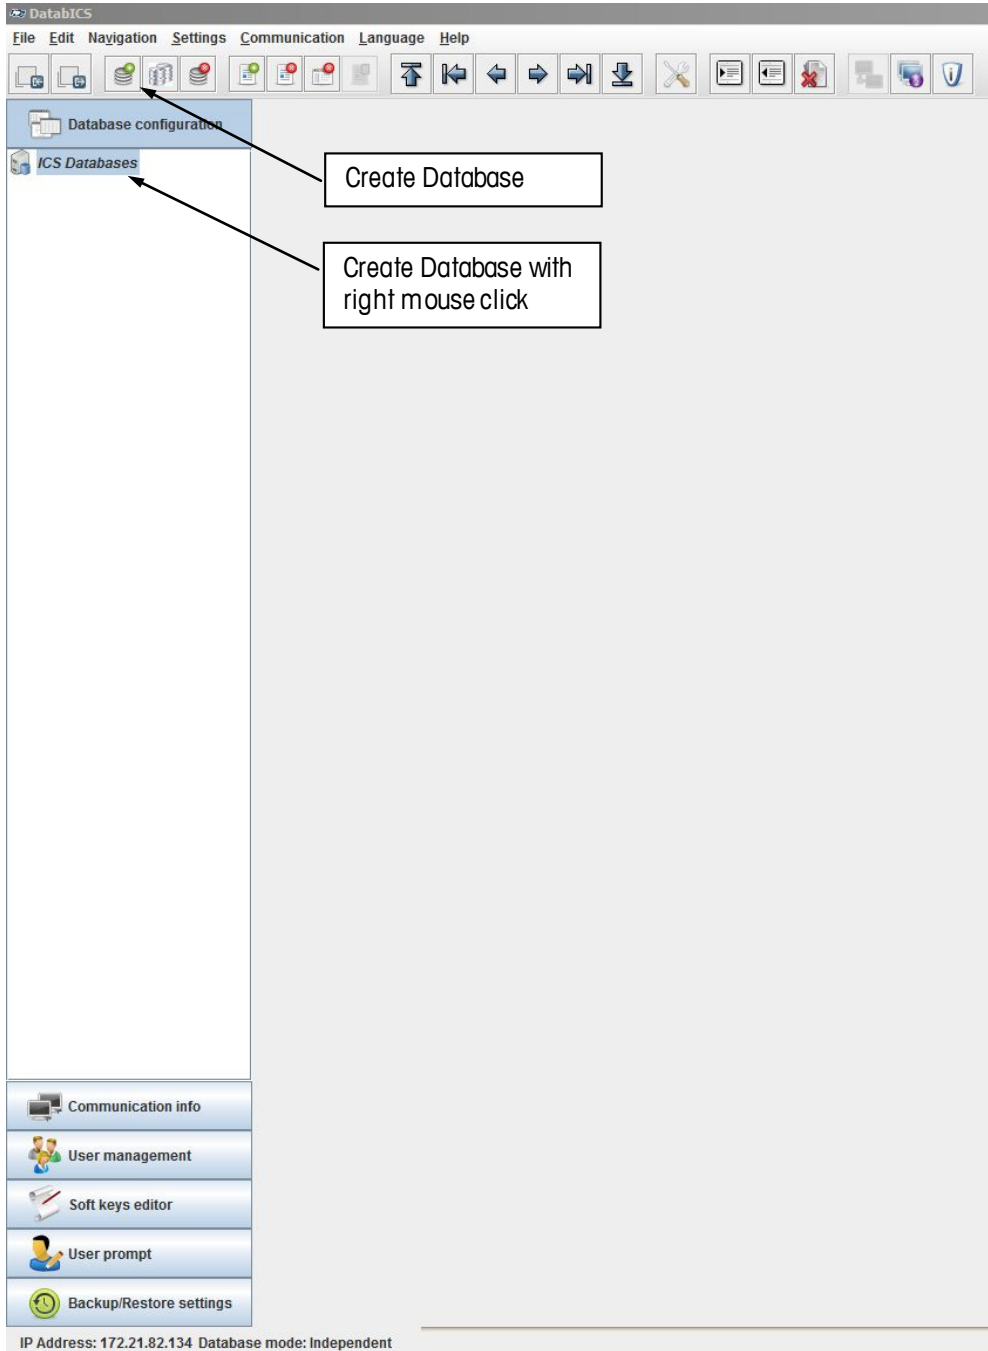 DatabICS
File Edit Navigation Settings Communication Language Help
Database configuration
ICS Databases
Create Database
Create Database with
right mouse click
Communication info
User management
Soft keys editor
User prompt
Backup/Restore settings
IP Address: 172.21.82.134 Database mode: Independent